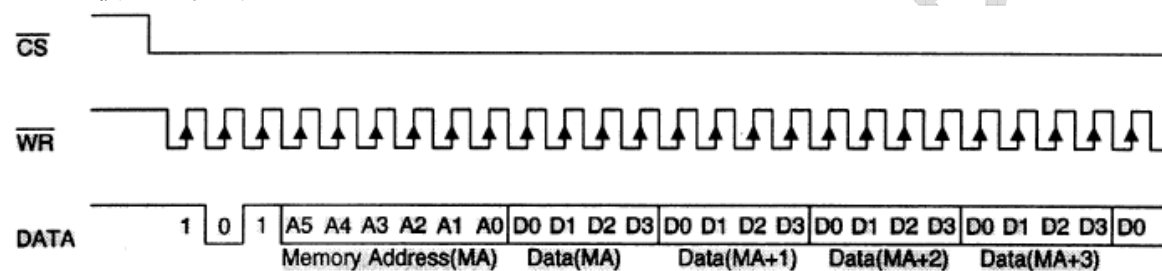 CS
WR
DATA 1 0 1 A5 A4 A3 A2 A1 A0 D0 D1 D2 D3 D0 D1 D2 D3 D0 D1 D2 D3 D0 D1 D2 D3 D0
Memory Address(MA) Data(MA) Data(MA+1) Data(MA+2) Data(MA+3)